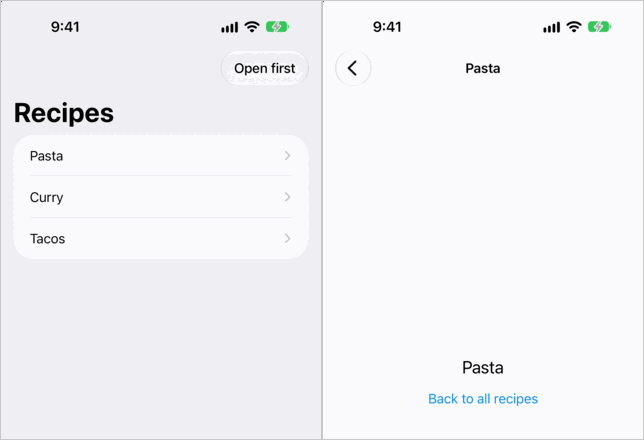 9:41
Open first
Recipes
Pasta
Curry
Tacos
9:41
Pasta
Pasta
Back to all recipes